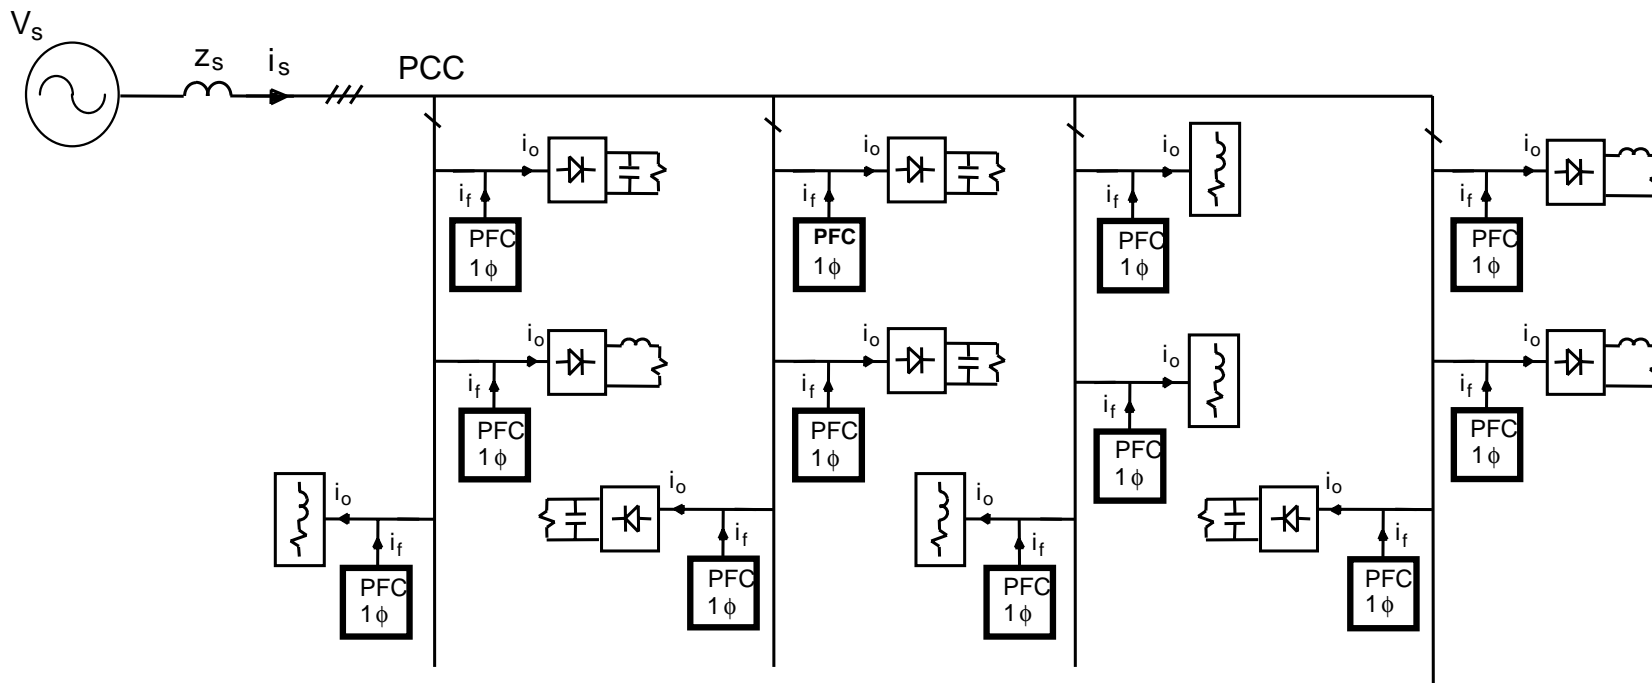 Vs
zs
is
PCC
io
io
io
io
if
if
if
if
PFC
1ϕ
PFC
1ϕ
PFC
1ϕ
PFC
1ϕ
io
io
io
io
if
if
if
if
PFC
1ϕ
PFC
1ϕ
PFC
1ϕ
PFC
1ϕ
io
io
io
io
if
if
if
if
PFC
1ϕ
PFC
1ϕ
PFC
1ϕ
PFC
1ϕ